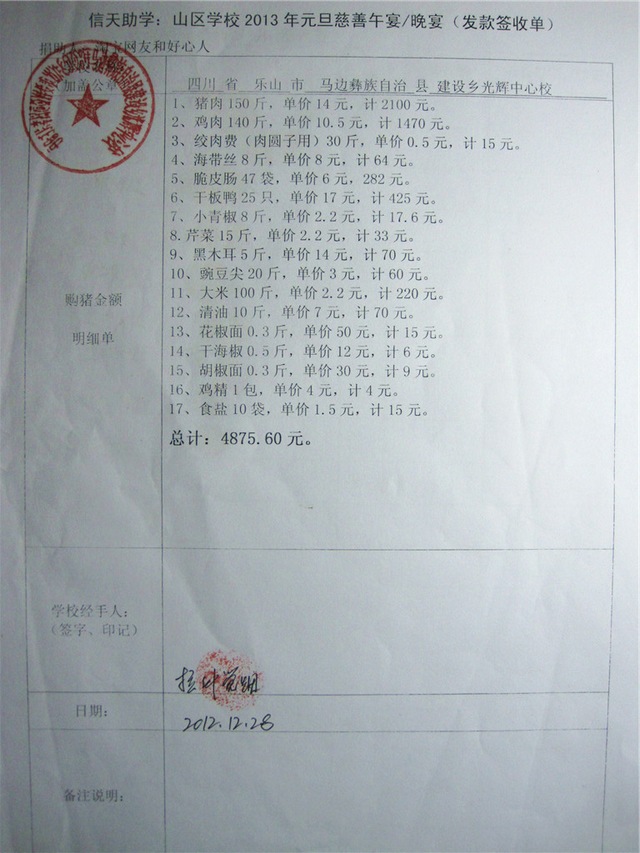 信天助学：山区学校 2013 年元旦慈善午宴/晚宴（发款签收单）
网友和好心人
加盖公章
四川 省 乐山 市 马边彝族自治 县 建设乡光辉中心校
1、猪肉 150 斤，单价 14 元，计 2100 元。
2、鸡肉 140 斤，单价 10.5 元，计 1470 元。
3、绞肉费（肉圆子用）30 斤，单价 0.5 元，计 15 元。
4、海带丝 8 斤，单价 8 元，计 64 元。
5、脆皮肠 47 袋，单价 6 元，282 元。
6、干板鸭 25 只，单价 17 元，计 425 元。
7、小青椒 8 斤，单价 2.2 元，计 17.6 元。
8. 芹菜 15 斤，单价 2.2 元，计 33 元。
9、黑木耳 5 斤，单价 14 元，计 70 元。
10、豌豆尖 20 斤，单价 3 元，计 60 元。
11、大米 100 斤，单价 2.2 元，计 220 元。
12、清油 10 斤，单价 7 元，计 70 元。
13、花椒面 0.3 斤，单价 50 元，计 15 元。
14、干海椒 0.5 斤，单价 12 元，计 6 元。
15、胡椒面 0.3 斤，单价 30 元，计 9 元。
16、鸡精 1 包，单价 4 元，计 4 元。
17、食盐 10 袋，单价 1.5 元，计 15 元。
总计：4875.60 元。
购猪金额
明细单
学校经手人：
（签字、印记）
日期：
2012.12.28
备注说明：